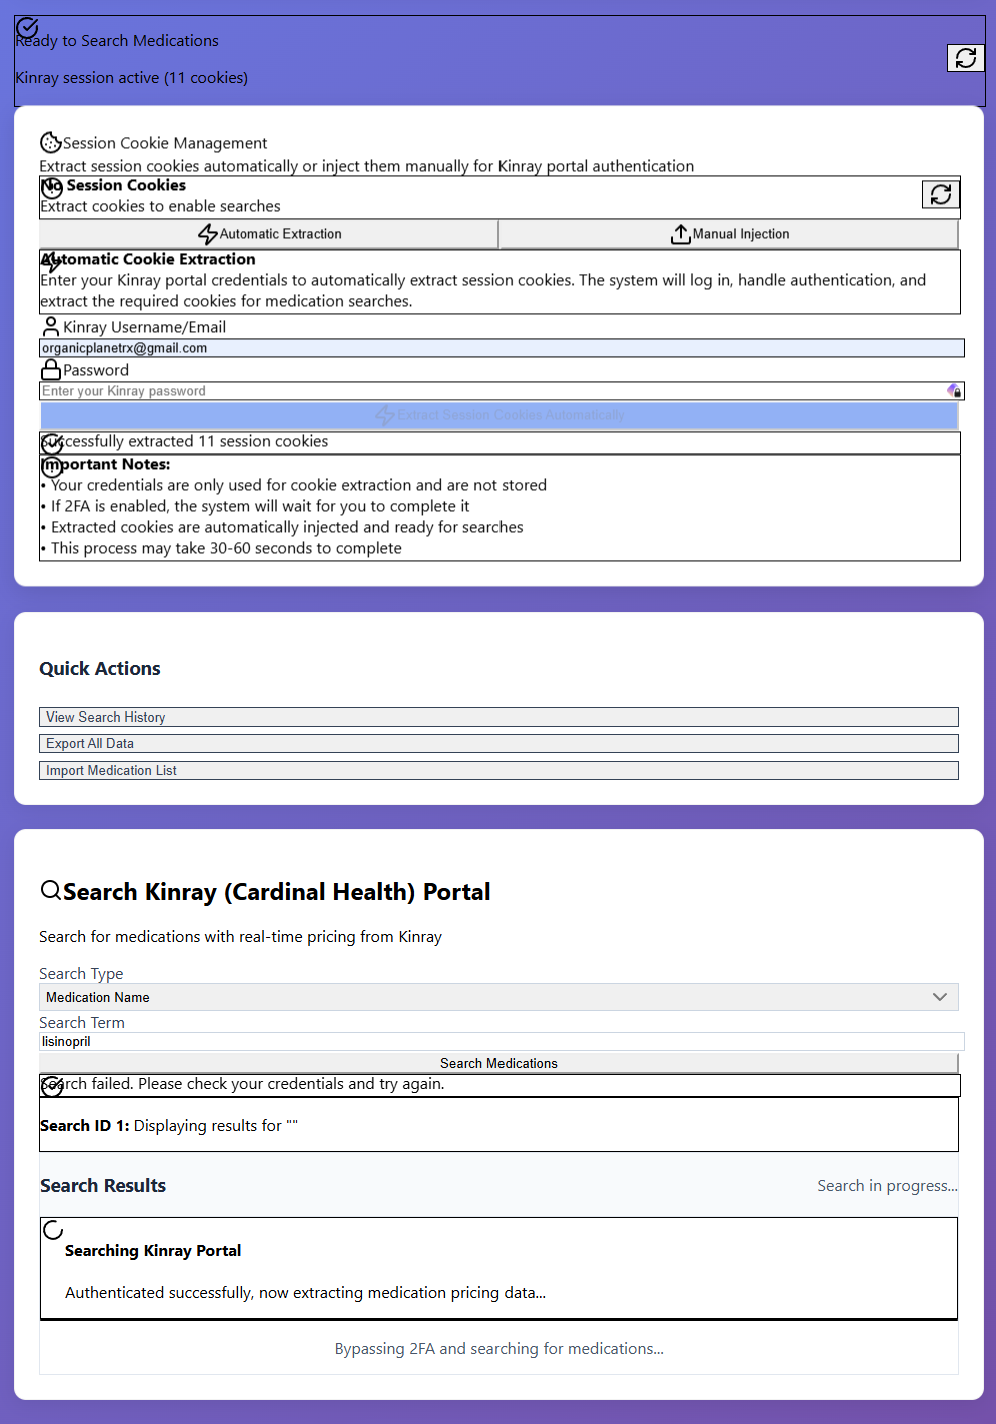 Ready to Search Medications
Kinray session active (11 cookies)
Session Cookie Management
Extract session cookies automatically or inject them manually for Kinray portal authentication
No Session Cookies
Extract cookies to enable searches
Automatic Extraction
Manual Injection
Automatic Cookie Extraction
Enter your Kinray portal credentials to automatically extract session cookies. The system will log in, handle authentication, and
extract the required cookies for medication searches.
Kinray Username/Email
organicplanetrx@gmail.com
Password
Enter your Kinray password
Extract Session Cookies Automatically
Successfully extracted 11 session cookies
Important Notes:
• Your credentials are only used for cookie extraction and are not stored
• If 2FA is enabled, the system will wait for you to complete it
• Extracted cookies are automatically injected and ready for searches
• This process may take 30-60 seconds to complete
Quick Actions
View Search History
Export All Data
Import Medication List
Search Kinray (Cardinal Health) Portal
Search for medications with real-time pricing from Kinray
Search Type
Medication Name
Search Term
lisinopril
Search Medications
Search failed. Please check your credentials and try again.
Search ID 1: Displaying results for ""
Search Results
Search in progress...
Searching Kinray Portal
Authenticated successfully, now extracting medication pricing data...
Bypassing 2FA and searching for medications...